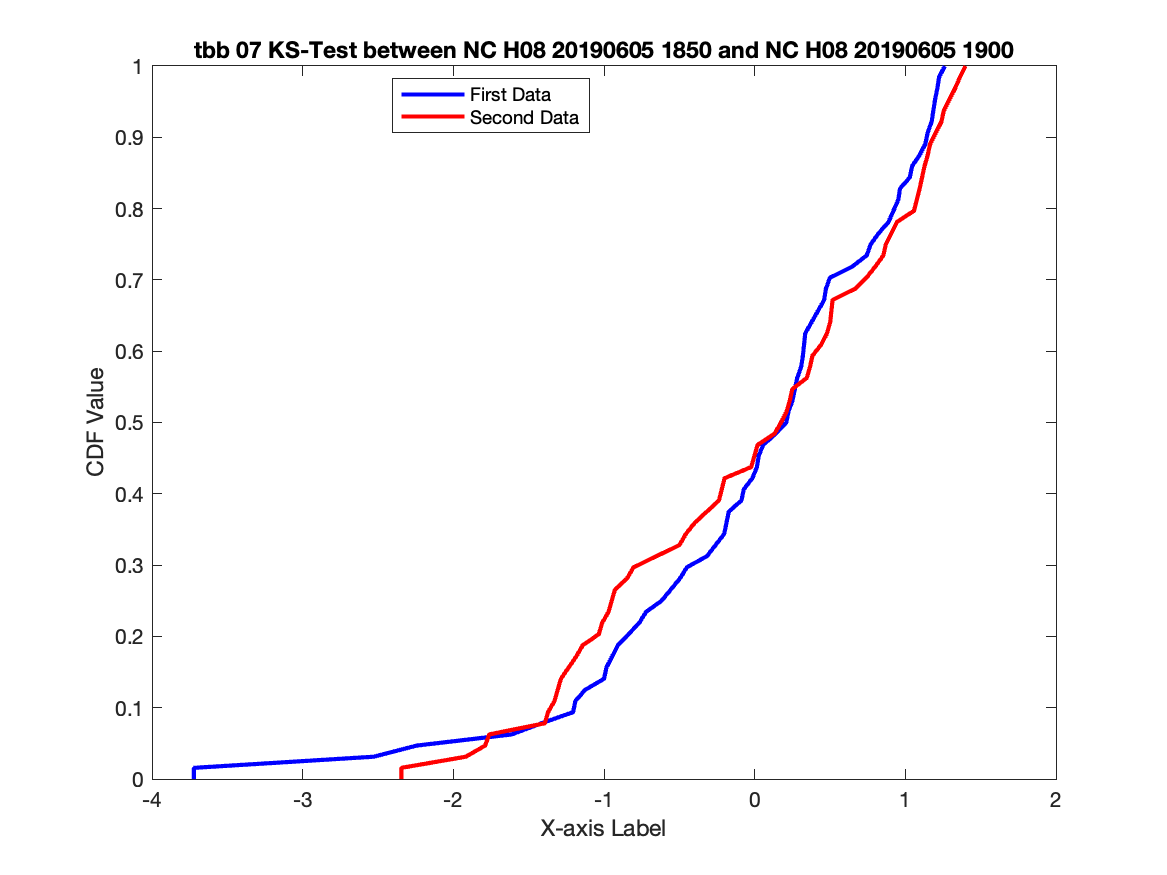 tbb 07 KS-Test between NC H08 20190605 1850 and NC H08 20190605 1900
First Data
Second Data
CDF Value
1
0.9
0.8
0.7
0.6
0.5
0.4
0.3
0.2
0.1
0
-4 -3 -2 -1 0 1 2
X-axis Label